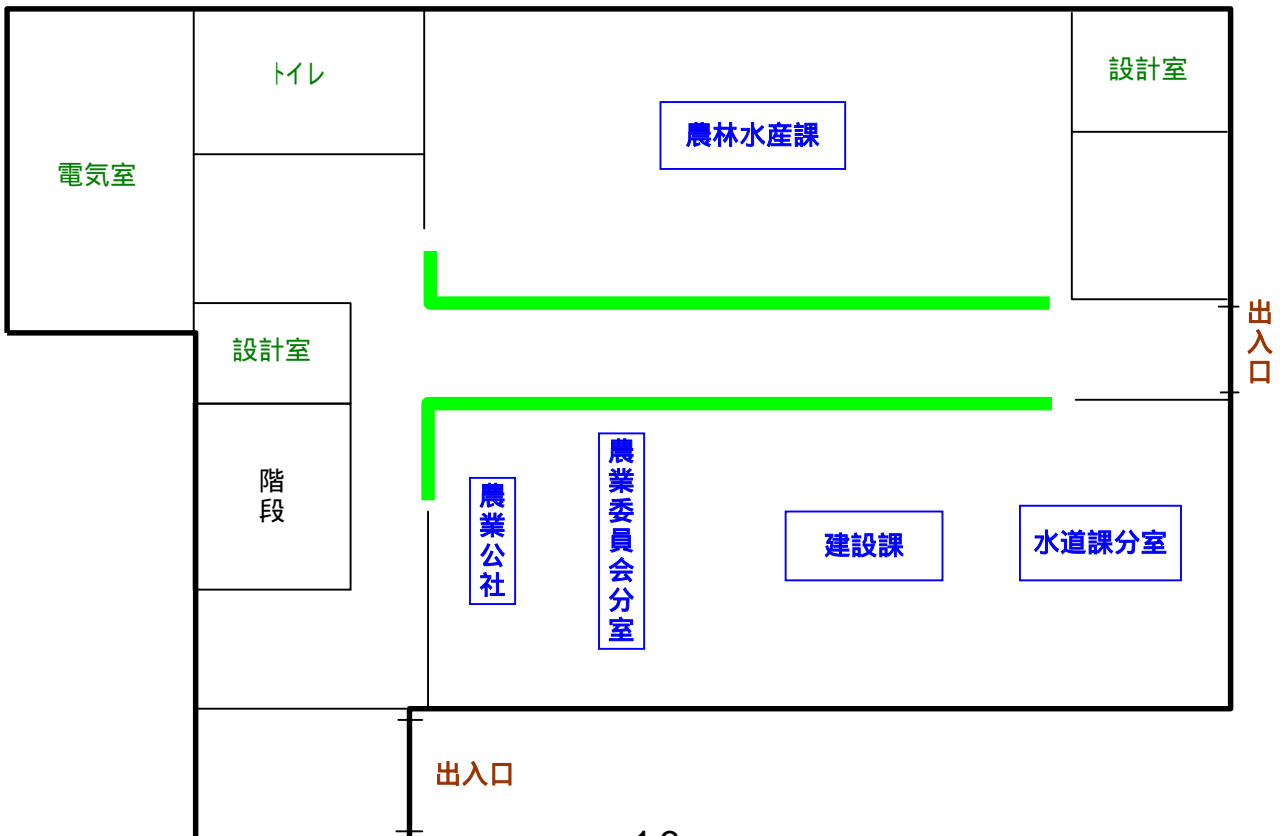 トイレ
設計室
農林水産課
電気室
出入口
設計室
階段
農業公社
農業委員会分室
建設課
水道課分室
出入口